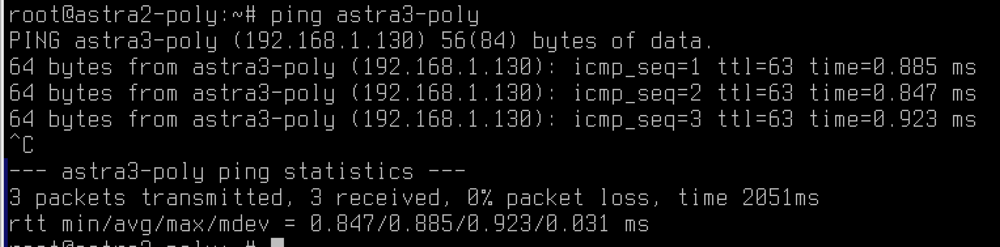 root@astra2-poly:~# ping astra3-poly
PING astra3-poly (192.168.1.130) 56(84) bytes of data.
64 bytes from astra3-poly (192.168.1.130): icmp_seq=1 ttl=63 time=0.885 ms
64 bytes from astra3-poly (192.168.1.130): icmp_seq=2 ttl=63 time=0.847 ms
64 bytes from astra3-poly (192.168.1.130): icmp_seq=3 ttl=63 time=0.923 ms
^C
--- astra3-poly ping statistics ---
3 packets transmitted, 3 received, 0% packet loss, time 2051ms
rtt min/avg/max/mdev = 0.847/0.885/0.923/0.031 ms